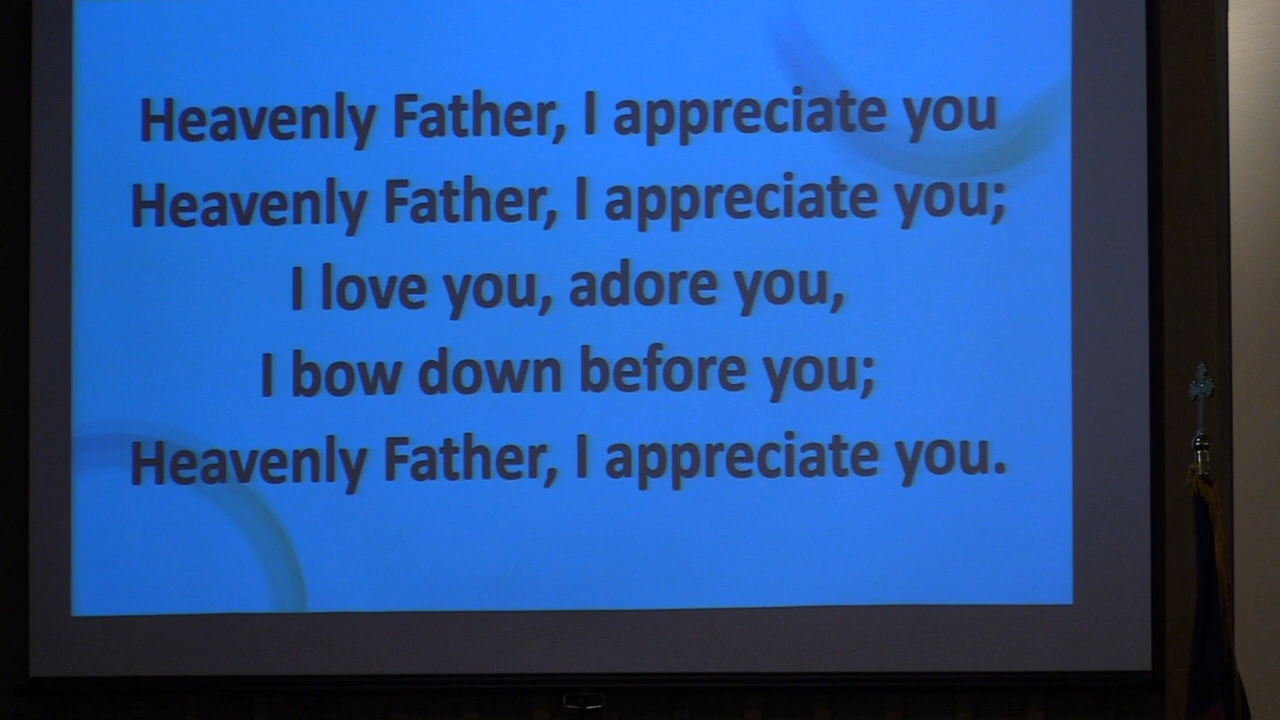 Heavenly Father, I appreciate you
Heavenly Father, I appreciate you;
I love you, adore you,
I bow down before you;
Heavenly Father, I appreciate you.